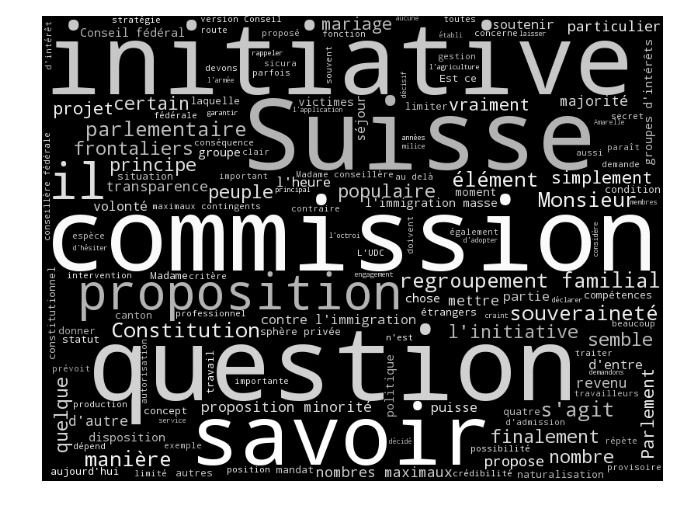 stratégie
version Conseil
aucune
toutes
Conseil fédéral
route
proposé
mariage
fonction
établi
concerne
soutenir
laisser
particulier
d'intérêt
initiative
devons
l'armée
sicura
parfois
rappeler
souvent
gestion
l'agriculture
Est ce
décisif
projet
certain
laquelle
fédérale
garantir
victimes
l'application
limiter
vraiment
majorité
secret
groupes d'intérêts
Suisse
parlementaire
séjour
Amarelle
frontaliers
conséquence
groupe
clair
années
milice
aussi
paraît
demande
principe
situation
important
Madame conseillère
au delà
élément
simplement
condition
il
transparence
peuple
principal
l'heure
populaire
moment
Monsieur
membres
volonté
maximaux
contingents
contraire
l'immigration masse
conseillère fédérale
commission
espèce
d'hésiter
l'octroi
L'UDC
doivent
également
d'adopter
considère
intervention
Madame
critère
engagement
regroupement familial
proposition
chose
mettre
partie
déclarer
compétences
constitutionnel
canton
professionnel
étrangers
craint
souveraineté
beaucoup
donner
statut
Constitution
contre l'immigration
sphère privée
n'est
l'initiative
semble
traiter
prévoit
autorisation
travail
question
importante
politique
d'entre
demandons
revenu
travailleurs
quelque
production
d'autre
concept
service
proposition minorité
puisse
quatre
d'admission
s'agit
Parlement
disposition
dépend
exemple
savoir
décidé
possibilité
finalement
répète
manière
propose
nombre
aujourd'hui
limité
autres
position
mandat
nombres maximaux
crédibilité
naturalisation
provisoire